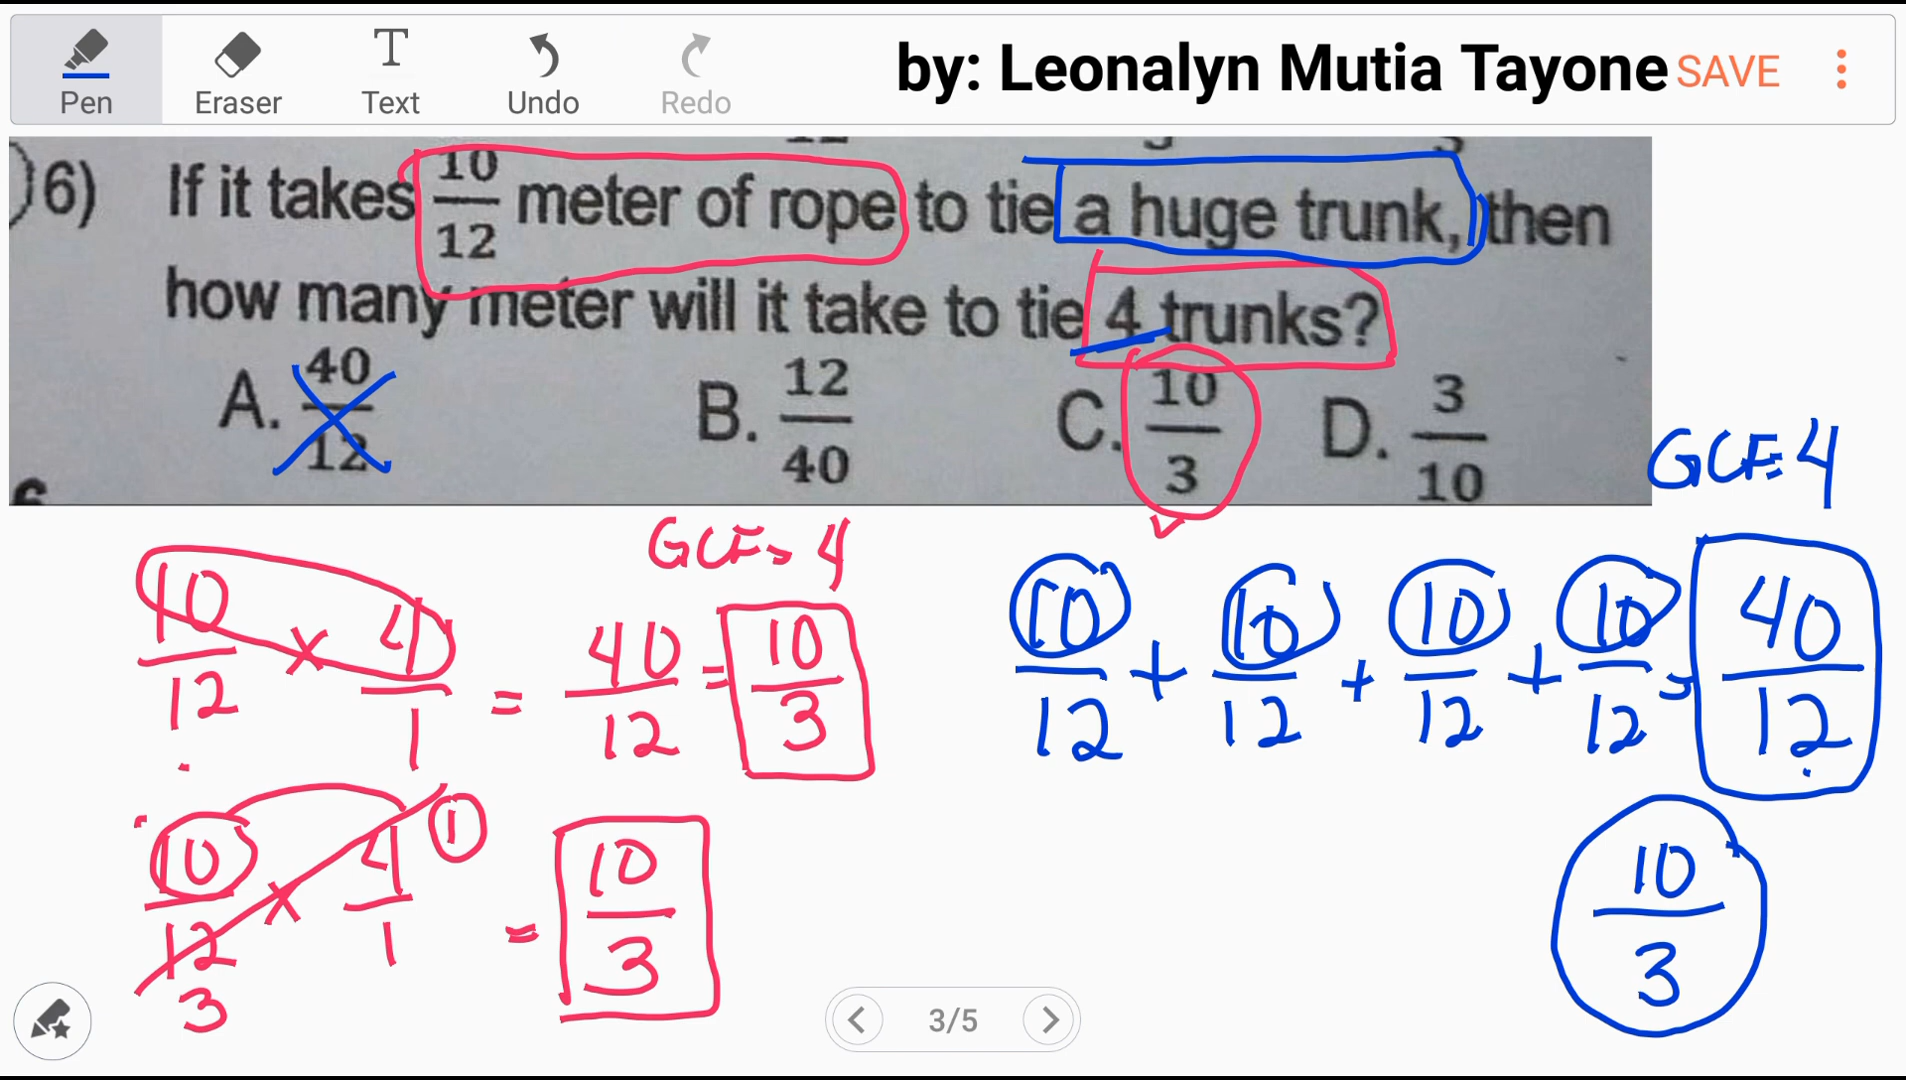 Pen Eraser Text Undo Redo by: Leonalyn Mutia Tayone SAVE
16) If it takes 10/12 meter of rope to tie a huge trunk, then
how many meter will it take to tie 4 trunks?
A. 40/12 B. 12/40 C. 10/3 D. 3/10
GCF=4
GCF=4
10/12 × 4/1 = 40/12 = 10/3
10/12 + 10/12 + 10/12 + 10/12 = 40/12
10/12 × 4/1 = 10/3
1
3
10/3
3/5